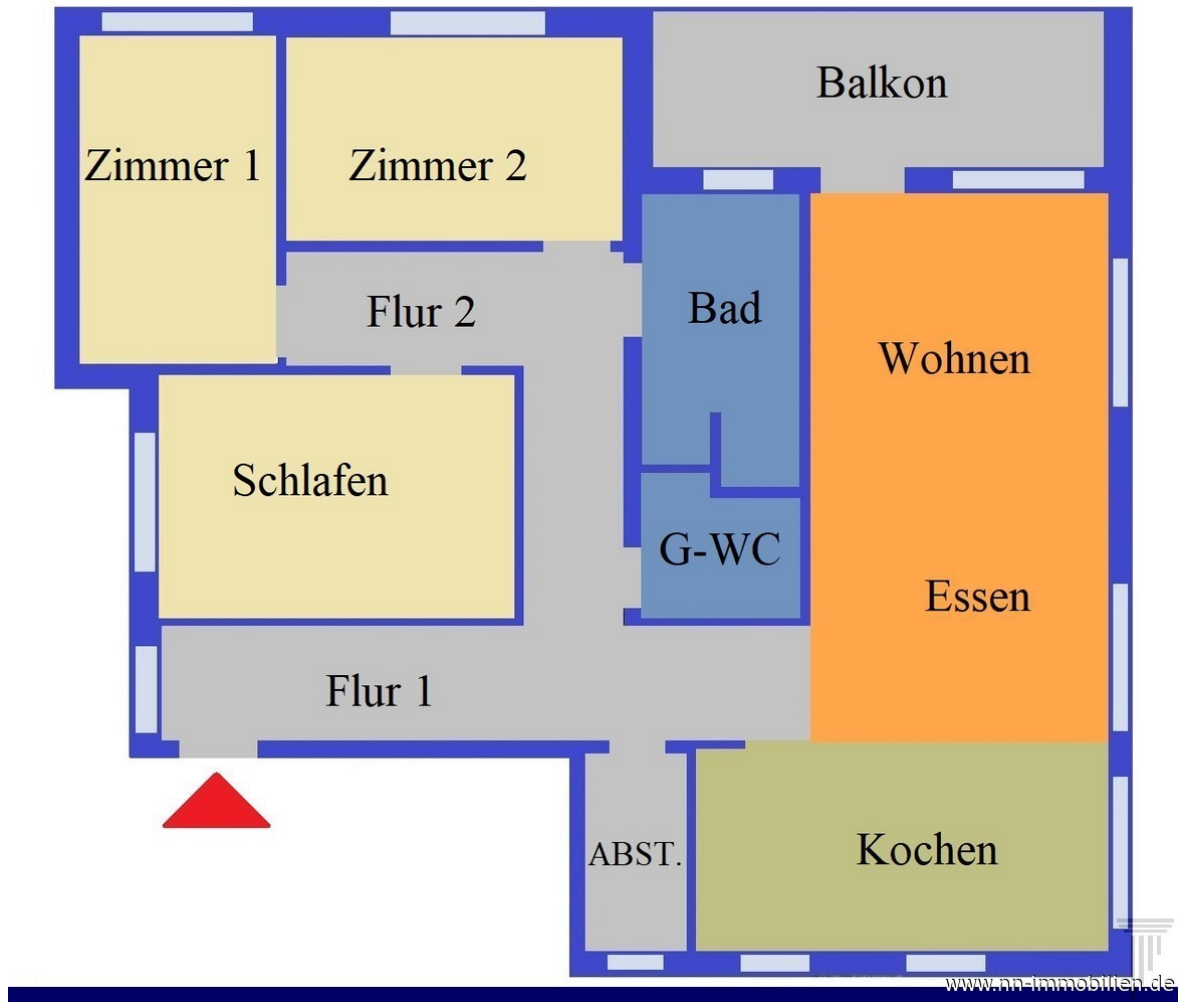 Balkon
Zimmer 1
Zimmer 2
Bad
Flur 2
Wohnen
Schlafen
G-WC
Essen
Flur 1
ABST.
Kochen
www.nn-immobilien.de